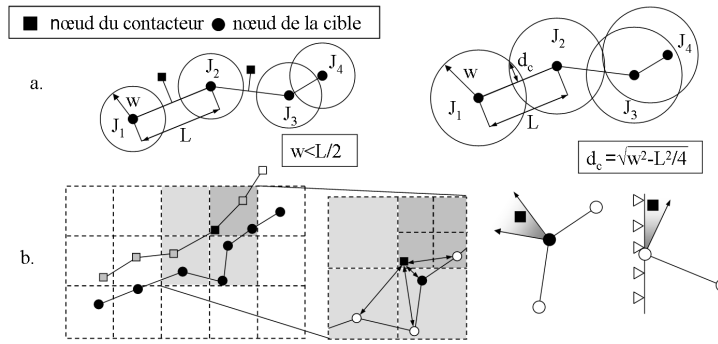 nœud du contacteur nœud de la cible
a.
w
J1
J2
L
J3
J4
w<L/2
w
J1
dc
J2
L
J3
J4
dc=√w²-L²/4
b.